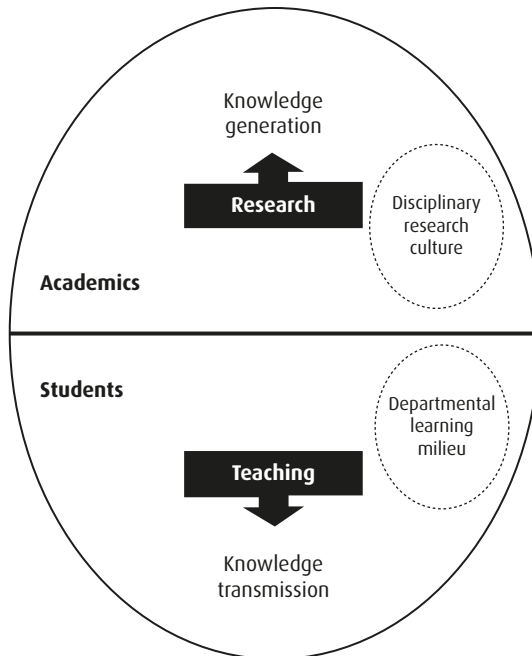 Knowledge
generation
Research
Disciplinary
research
culture
Academics
Students
Departmental
learning
milieu
Teaching
Knowledge
transmission